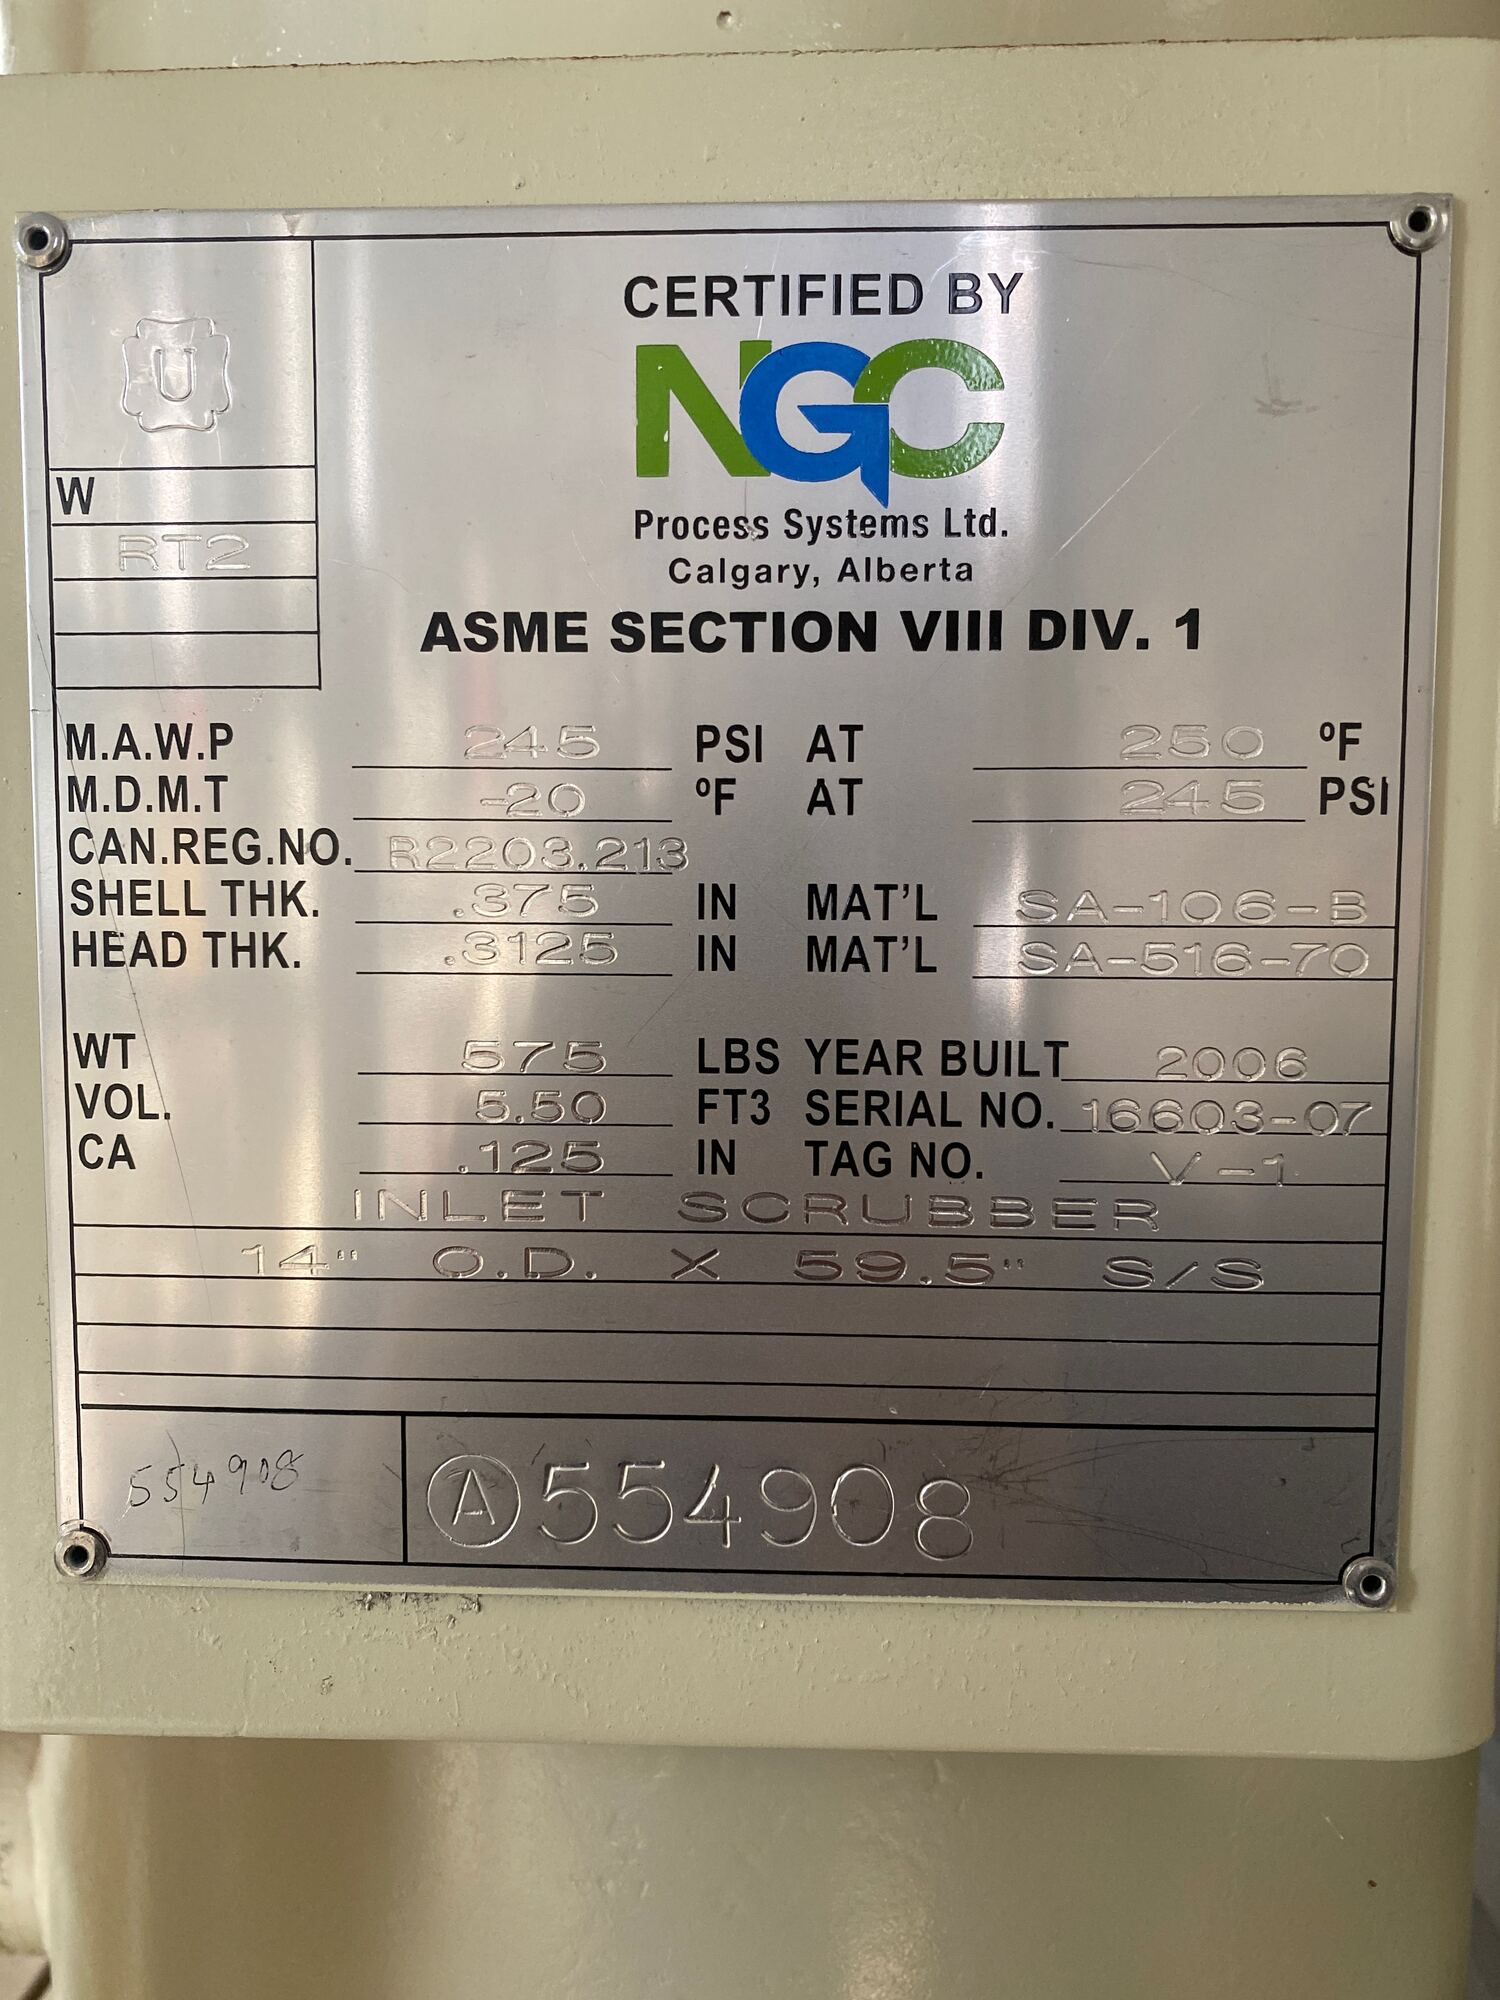 CERTIFIED BY
U
NGC
W
Process Systems Ltd.
RT2
Calgary, Alberta
ASME SECTION VIII DIV. 1
M.A.W.P 245 PSI AT 250 ºF
M.D.M.T -20 ºF AT 245 PSI
CAN.REG.NO. R2203.213
SHELL THK. .375 IN MAT'L SA-106-B
HEAD THK. .3125 IN MAT'L SA-516-70
WT 575 LBS YEAR BUILT 2006
VOL. 5.50 FT3 SERIAL NO. 16603-07
CA .125 IN TAG NO. V-1
INLET SCRUBBER
14" O.D. X 59.5" S/S
554908
A 554908